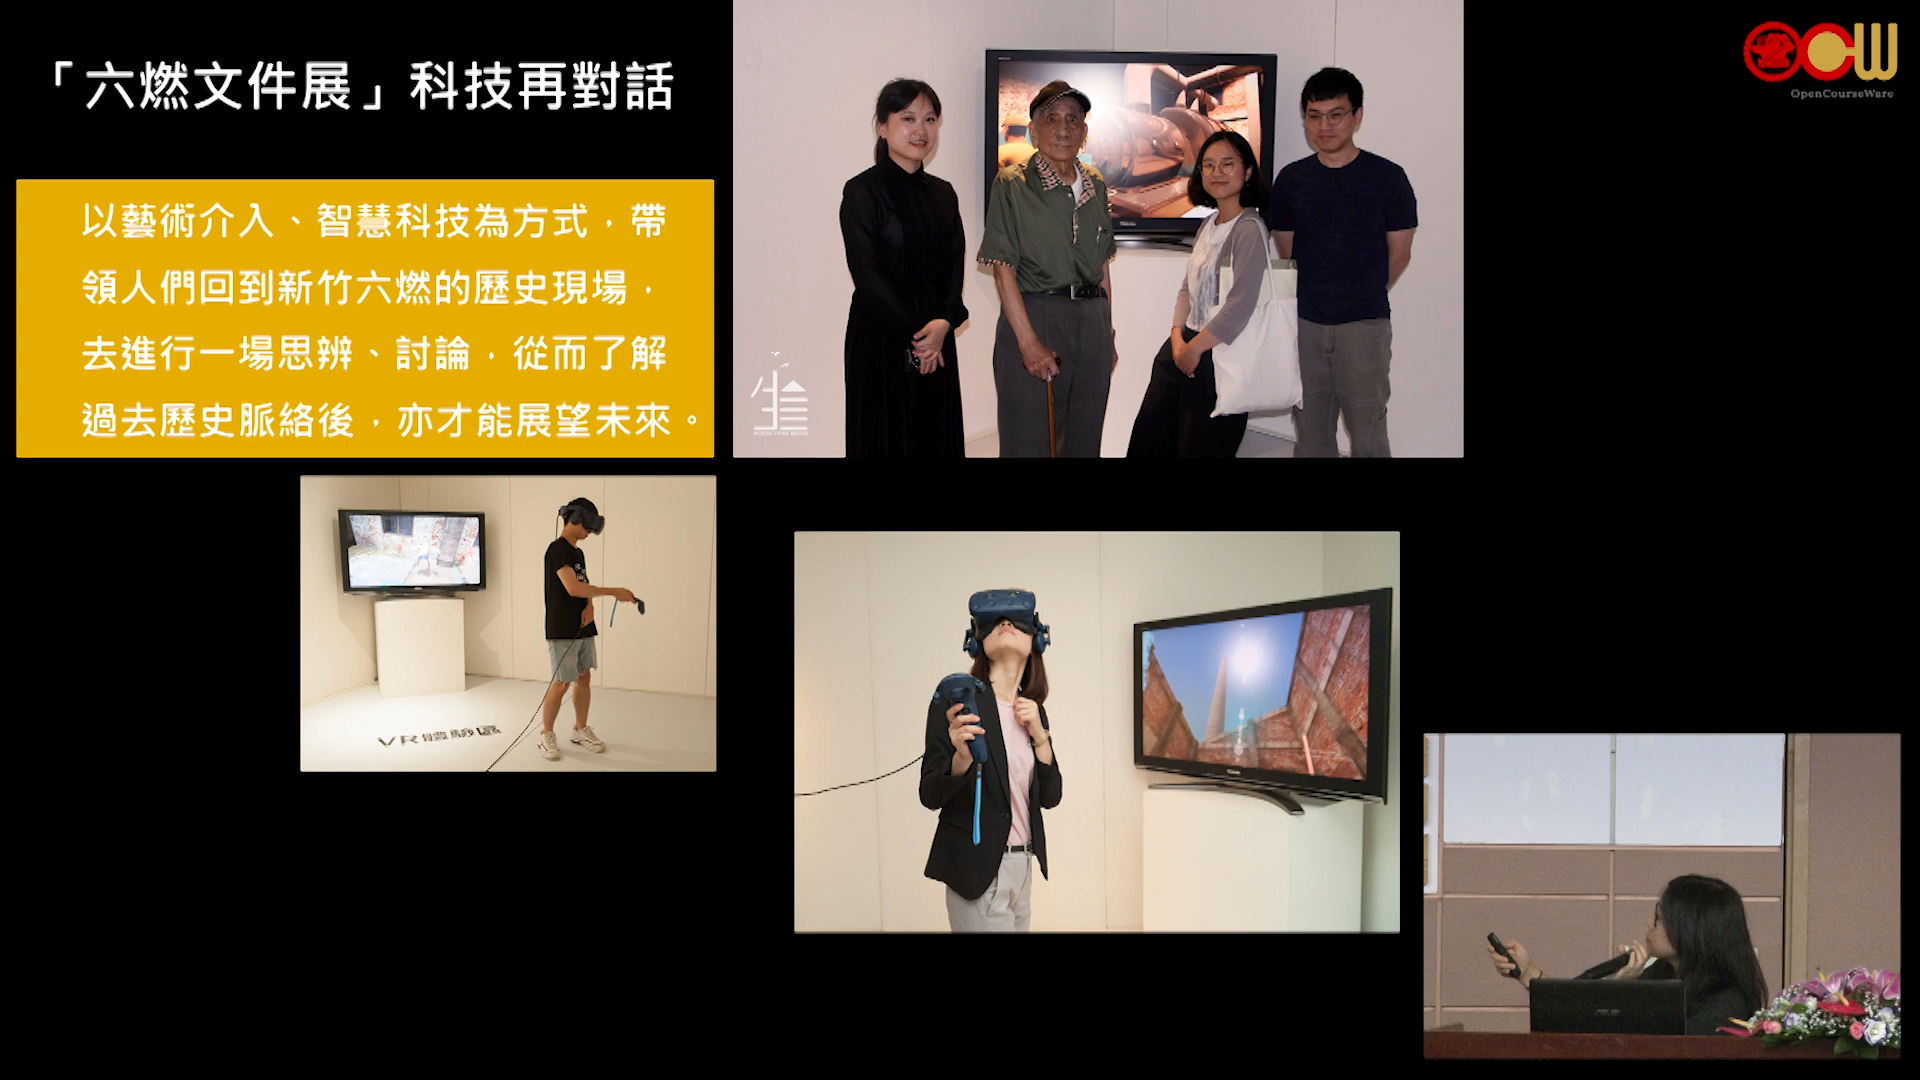 「六燃文件展」科技再對話
OpenCourseWare
以藝術介入、智慧科技為方式，帶
領人們回到新竹六燃的歷史現場，
去進行一場思辨、討論，從而了解
過去歷史脈絡後，亦才能展望未來。
VR體驗區
ASUS